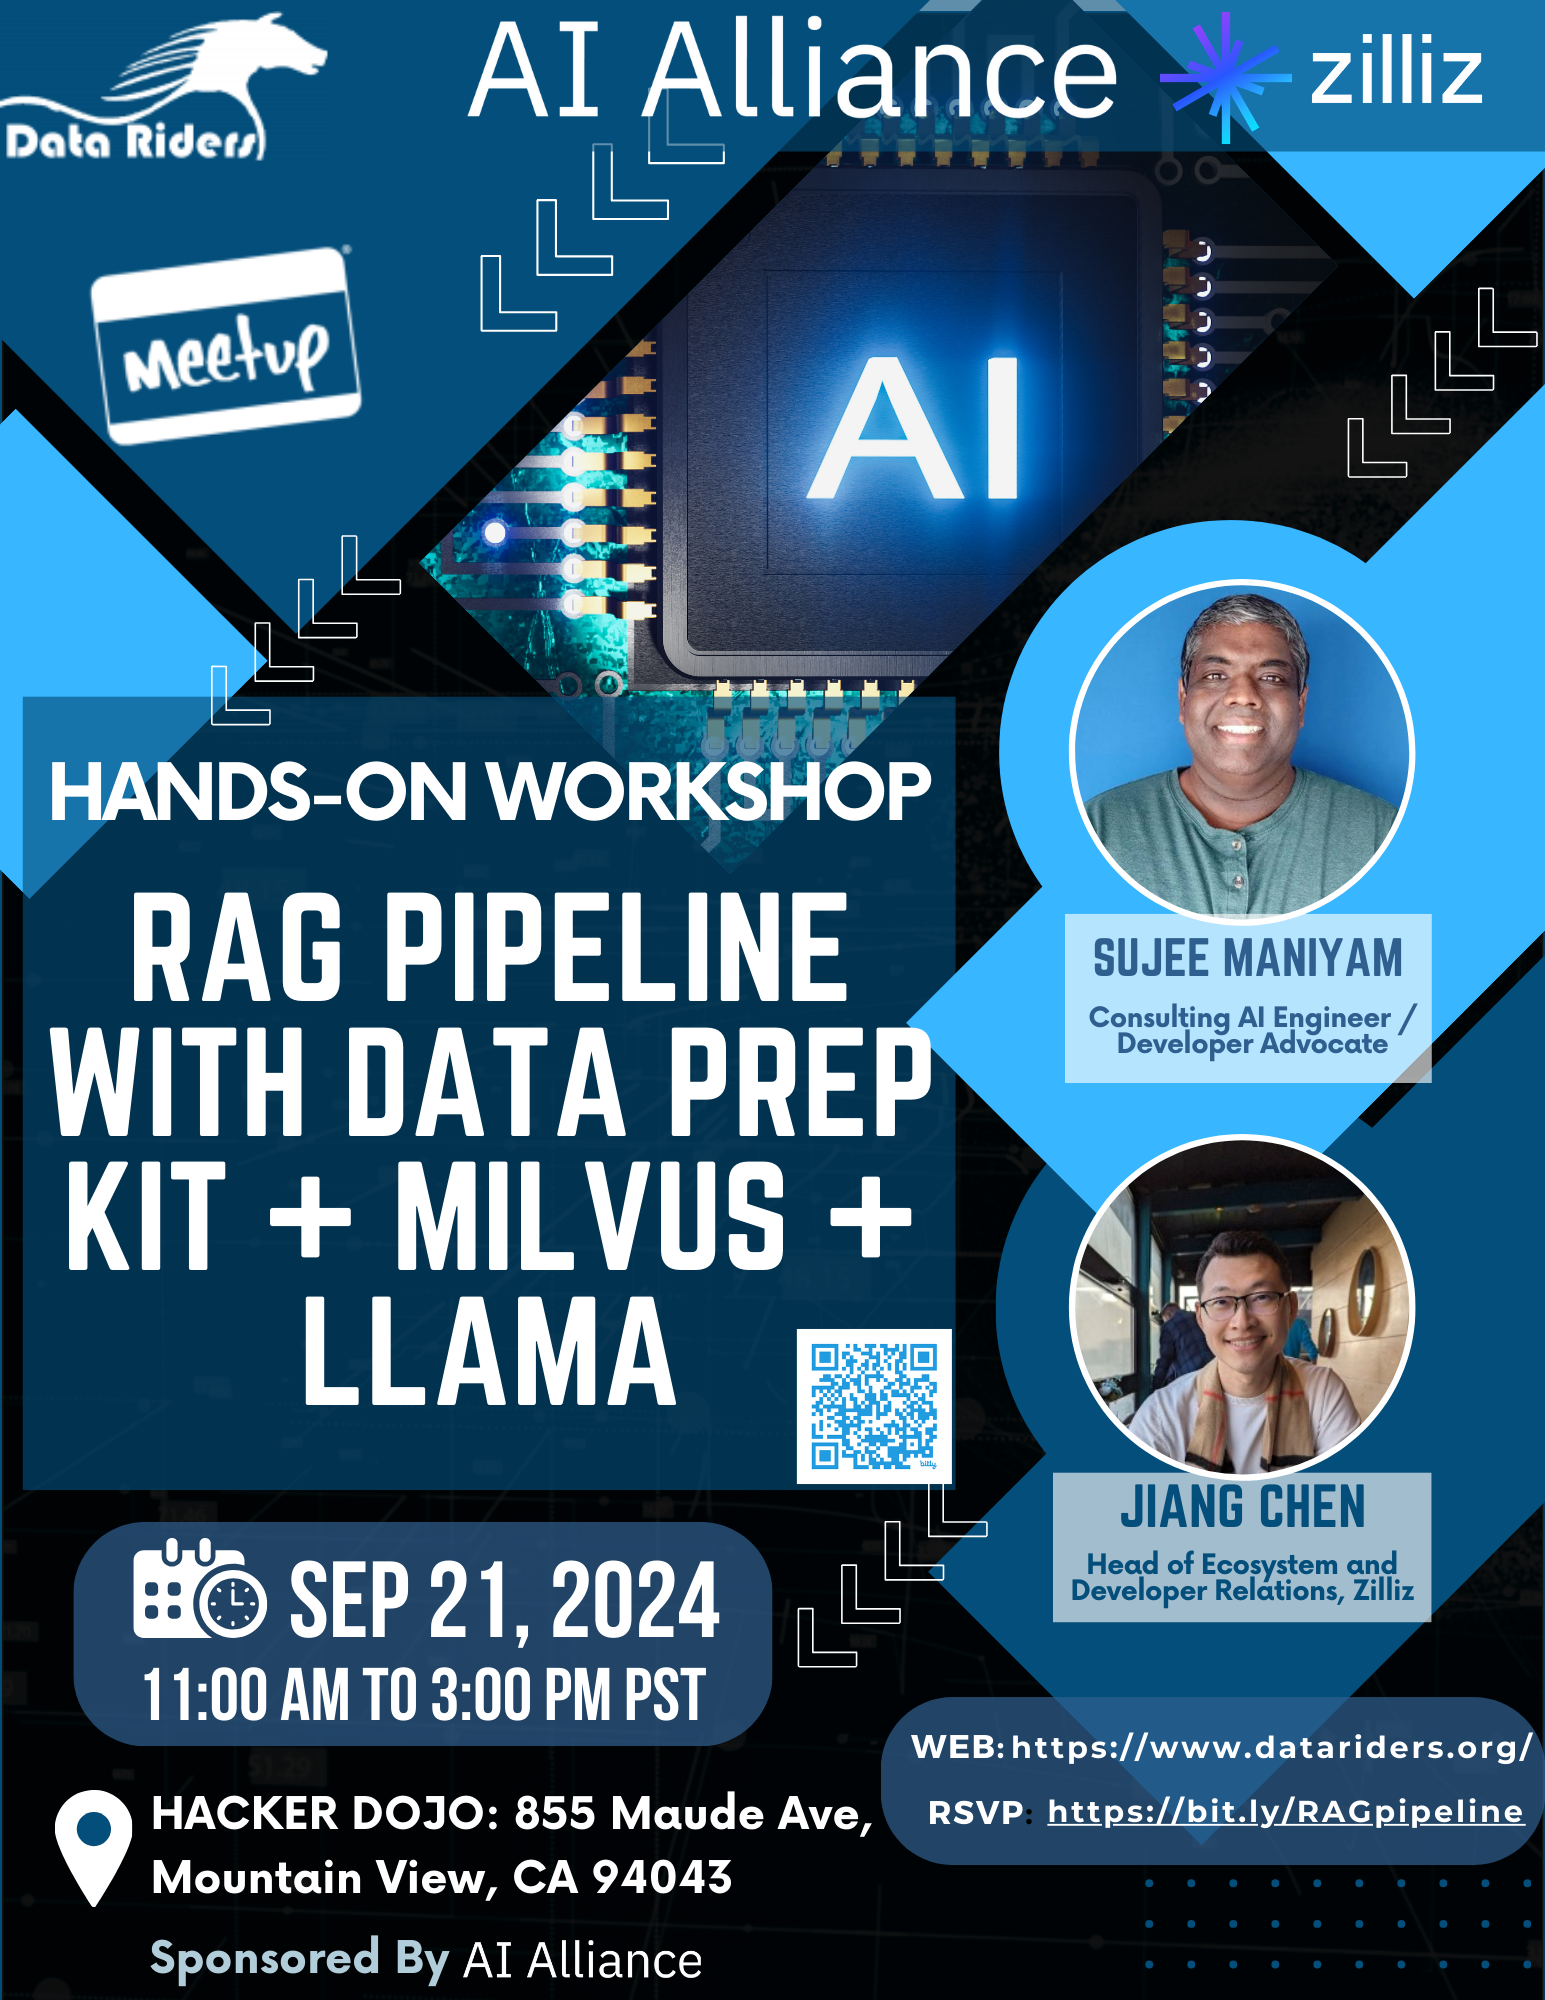 Data Riders
AI Alliance
zilliz
meetup
AI
HANDS-ON WORKSHOP
RAG PIPELINE
WITH DATA PREP
KIT + MILVUS +
LLAMA
bitly
SUJEE MANIYAM
Consulting AI Engineer /
Developer Advocate
JIANG CHEN
Head of Ecosystem and
Developer Relations, Zilliz
SEP 21, 2024
11:00 AM TO 3:00 PM PST
WEB: https://www.datariders.org/
RSVP: https://bit.ly/RAGpipeline
HACKER DOJO: 855 Maude Ave,
Mountain View, CA 94043
Sponsored By AI Alliance